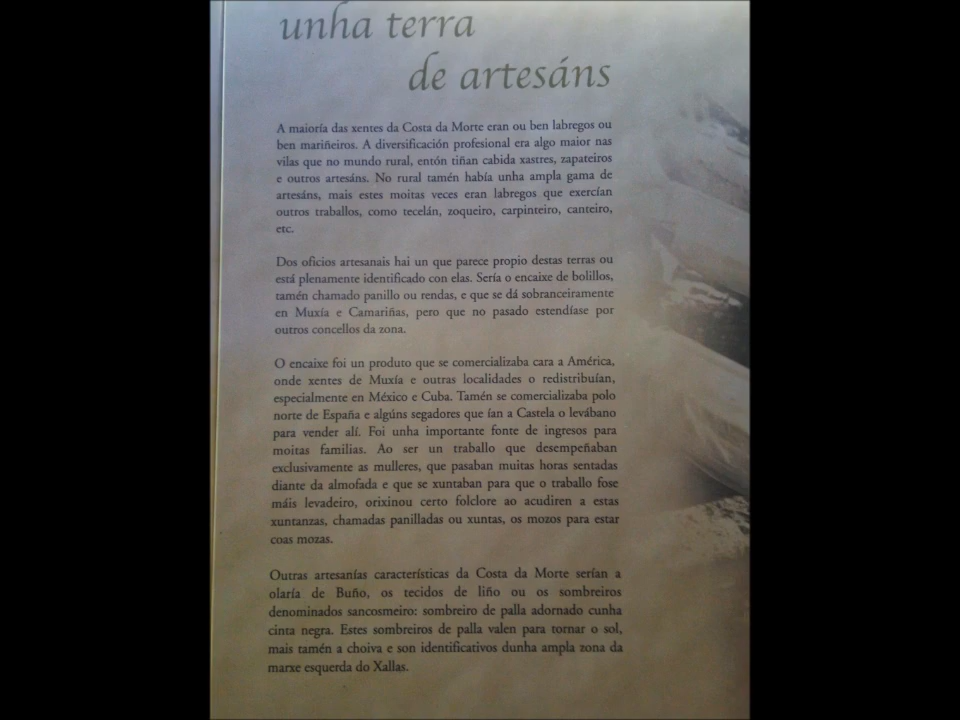 unha terra
de artesáns
A maioría das xentes da Costa da Morte eran ou ben labregos ou
ben mariñeiros. A diversificación profesional era algo maior nas
vilas que no mundo rural, entón tiñan cabida xastres, zapateiros
e outros artesáns. No rural tamén había unha ampla gama de
artesáns, mais estes moitas veces eran labregos que exercían
outros traballos, como tecelán, zoqueiro, carpinteiro, canteiro,
etc.
Dos oficios artesanais hai un que parece propio destas terras ou
está plenamente identificado con elas. Sería o encaixe de bolillos,
tamén chamado panillo ou rendas, e que se dá sobranceiramente
en Muxía e Camariñas, pero que no pasado estendíase por
outros concellos da zona.
O encaixe foi un produto que se comercializaba cara a América,
onde xentes de Muxía e outras localidades o redistribuían,
especialmente en México e Cuba. Tamén se comercializaba polo
norte de España e algúns segadores que ían a Castela o levábano
para vender alí. Foi unha importante fonte de ingresos para
moitas familias. Ao ser un traballo que desempeñaban
exclusivamente as mulleres, que pasaban muitas horas sentadas
diante da almofada e que se xuntaban para que o traballo fose
máis levadeiro, orixinou certo folclore ao acudiren a estas
xuntanzas, chamadas panilladas ou xuntas, os mozos para estar
coas mozas.
Outras artesanías características da Costa da Morte serían a
olaría de Buño, os tecidos de liño ou os sombreiros
denominados sancosmeiro: sombreiro de palla adornado cunha
cinta negra. Estes sombreiros de palla valen para tornar o sol,
mais tamén a choiva e son identificativos dunha ampla zona da
marxe esquerda do Xallas.